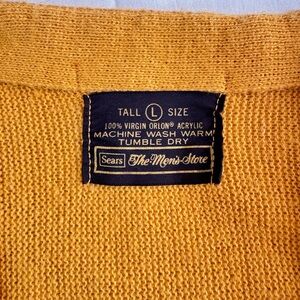 TALL L SIZE
100% VIRGIN ORLON® ACRYLIC
MACHINE WASH WARM
TUMBLE DRY
Sears The Men's Store